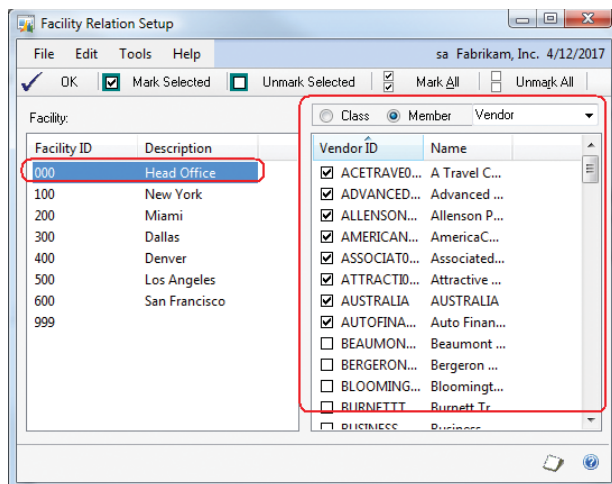 Facility Relation Setup
File Edit Tools Help sa Fabrikam, Inc. 4/12/2017
OK Mark Selected Unmark Selected Mark All Unmark All
Facility:
Class Member Vendor
Facility ID Description
Vendor ID Name
000 Head Office
100 New York
200 Miami
300 Dallas
400 Denver
500 Los Angeles
600 San Francisco
999
ACETRAVE0... A Travel C...
ADVANCED... Advanced ...
ALLENSON... Allenson P...
AMERICAN... AmericaC...
ASSOCIAT0... Associated...
ATTRACTI0... Attractive ...
AUSTRALIA AUSTRALIA
AUTOFINA... Auto Finan...
BEAUMON... Beaumont ...
BERGERON... Bergeron ...
BLOOMING... Bloomingt...
BURNETTT... Burnett Tr...
BUSINESS... Business...